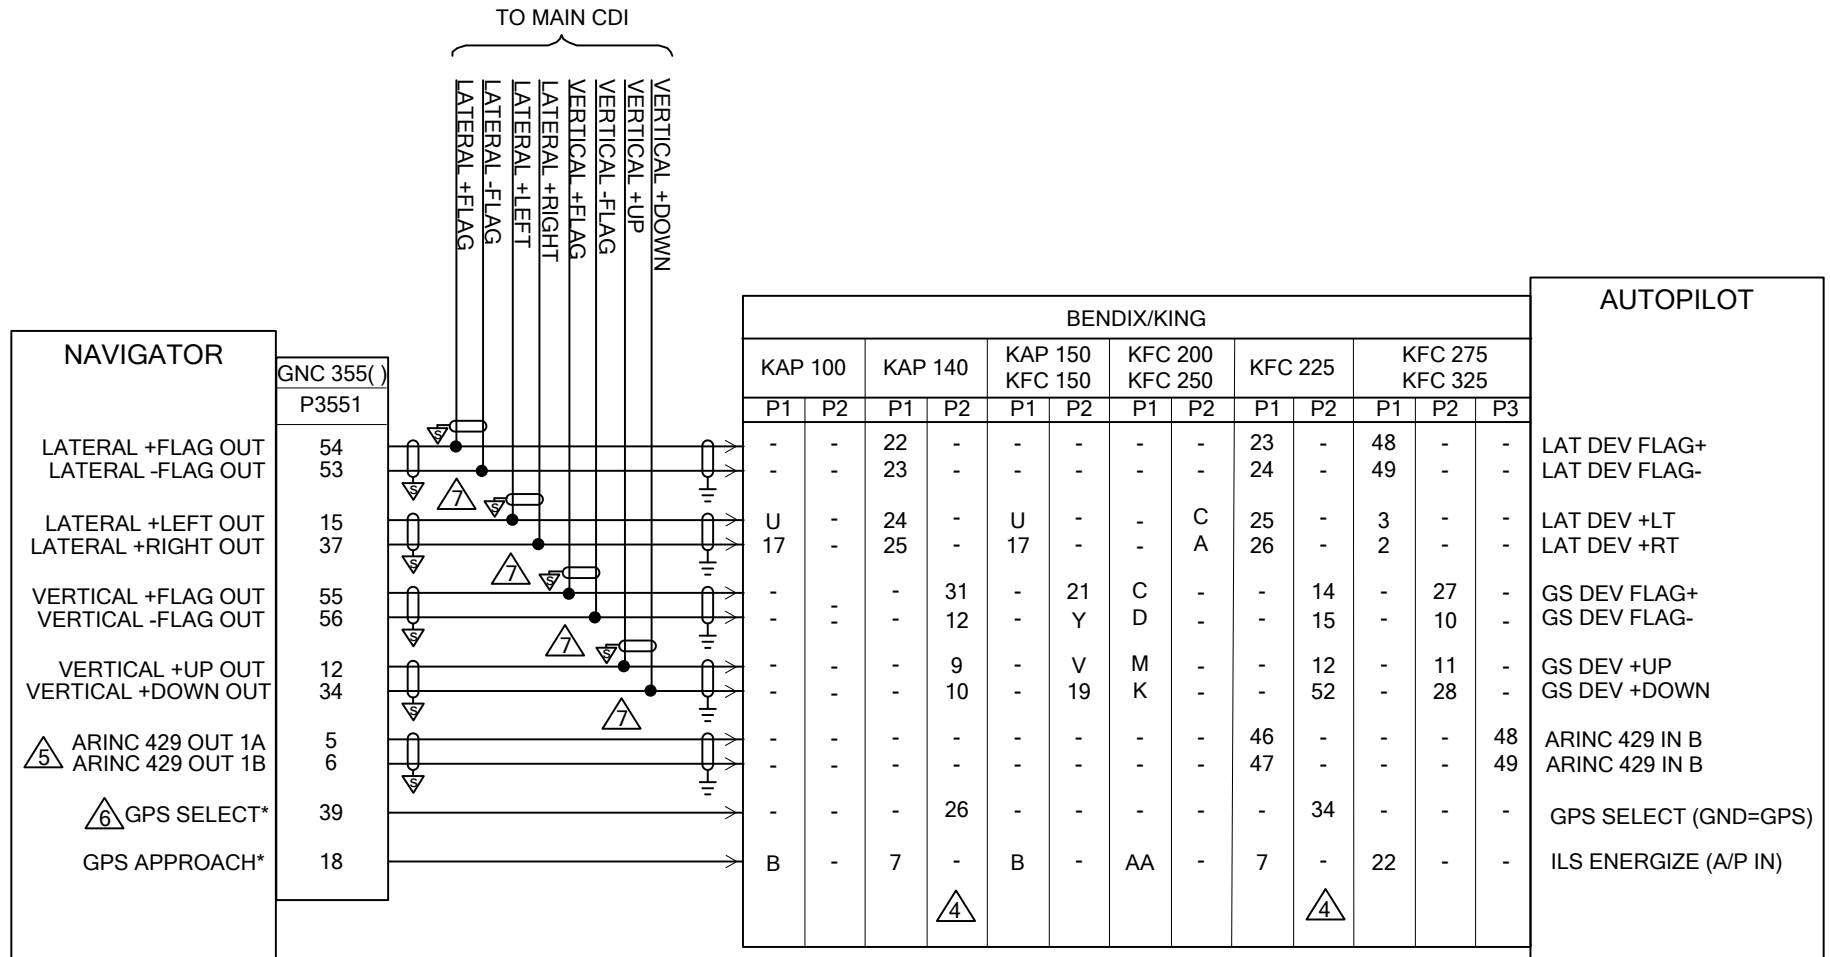 TO MAIN CDI
LATERAL +FLAG
LATERAL -FLAG
LATERAL +LEFT
LATERAL +RIGHT
VERTICAL +FLAG
VERTICAL -FLAG
VERTICAL +UP
VERTICAL +DOWN
NAVIGATOR
GNC 355( )
P3551
BENDIX/KING
AUTOPILOT
KAP 100 KAP 140 KAP 150 KFC 200 KFC 225 KFC 275
KFC 150 KFC 250 KFC 325
P1 P2 P1 P2 P1 P2 P1 P2 P1 P2 P1 P2 P3
LATERAL +FLAG OUT 54 S - - 22 - - - - - 23 - 48 - - LAT DEV FLAG+
LATERAL -FLAG OUT 53 - - 23 - - - - - 24 - 49 - - LAT DEV FLAG-
S 7 S
LATERAL +LEFT OUT 15 U - 24 - U - - C 25 - 3 - - LAT DEV +LT
LATERAL +RIGHT OUT 37 17 - 25 - 17 - - A 26 - 2 - - LAT DEV +RT
S 7 S
VERTICAL +FLAG OUT 55 - - - 31 - 21 C - - 14 - 27 - GS DEV FLAG+
VERTICAL -FLAG OUT 56 - - - 12 - Y D - - 15 - 10 - GS DEV FLAG-
S 7 S
VERTICAL +UP OUT 12 - - - 9 - V M - - 12 - 11 - GS DEV +UP
VERTICAL +DOWN OUT 34 - - - 10 - 19 K - - 52 - 28 - GS DEV +DOWN
S 7
5 ARINC 429 OUT 1A 5 - - - - - - - - 46 - - - 48 ARINC 429 IN B
ARINC 429 OUT 1B 6 - - - - - - - - 47 - - - 49 ARINC 429 IN B
S
6 GPS SELECT* 39 - - - 26 - - - - - 34 - - - GPS SELECT (GND=GPS)
GPS APPROACH* 18 B - 7 - B - AA - 7 - 22 - - ILS ENERGIZE (A/P IN)
4 4